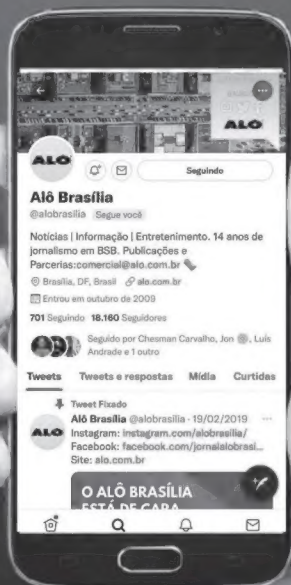 ALÔ
ALÔ
Seguindo
Alô Brasília
@alobrasilia Segue você
Notícias | Informação | Entretenimento. 14 anos de
jornalismo em BSB. Publicações e
Parcerias:comercial@alo.com.br
Brasília, DF, Brasil alo.com.br
Entrou em outubro de 2009
701 Seguindo 18.160 Seguidores
Seguido por Chesman Carvalho, Jon, Luís
Andrade e 1 outro
Tweets Tweets e respostas Mídia Curtidas
Tweet Fixado
Alô Brasília @alobrasilia · 19/02/2019 ...
ALÔ
Instagram: instagram.com/alobrasilia/
Facebook: facebook.com/jornalalobrasi...
Site: alo.com.br
O ALÔ BRASÍLIA
ESTÁ DE CARA